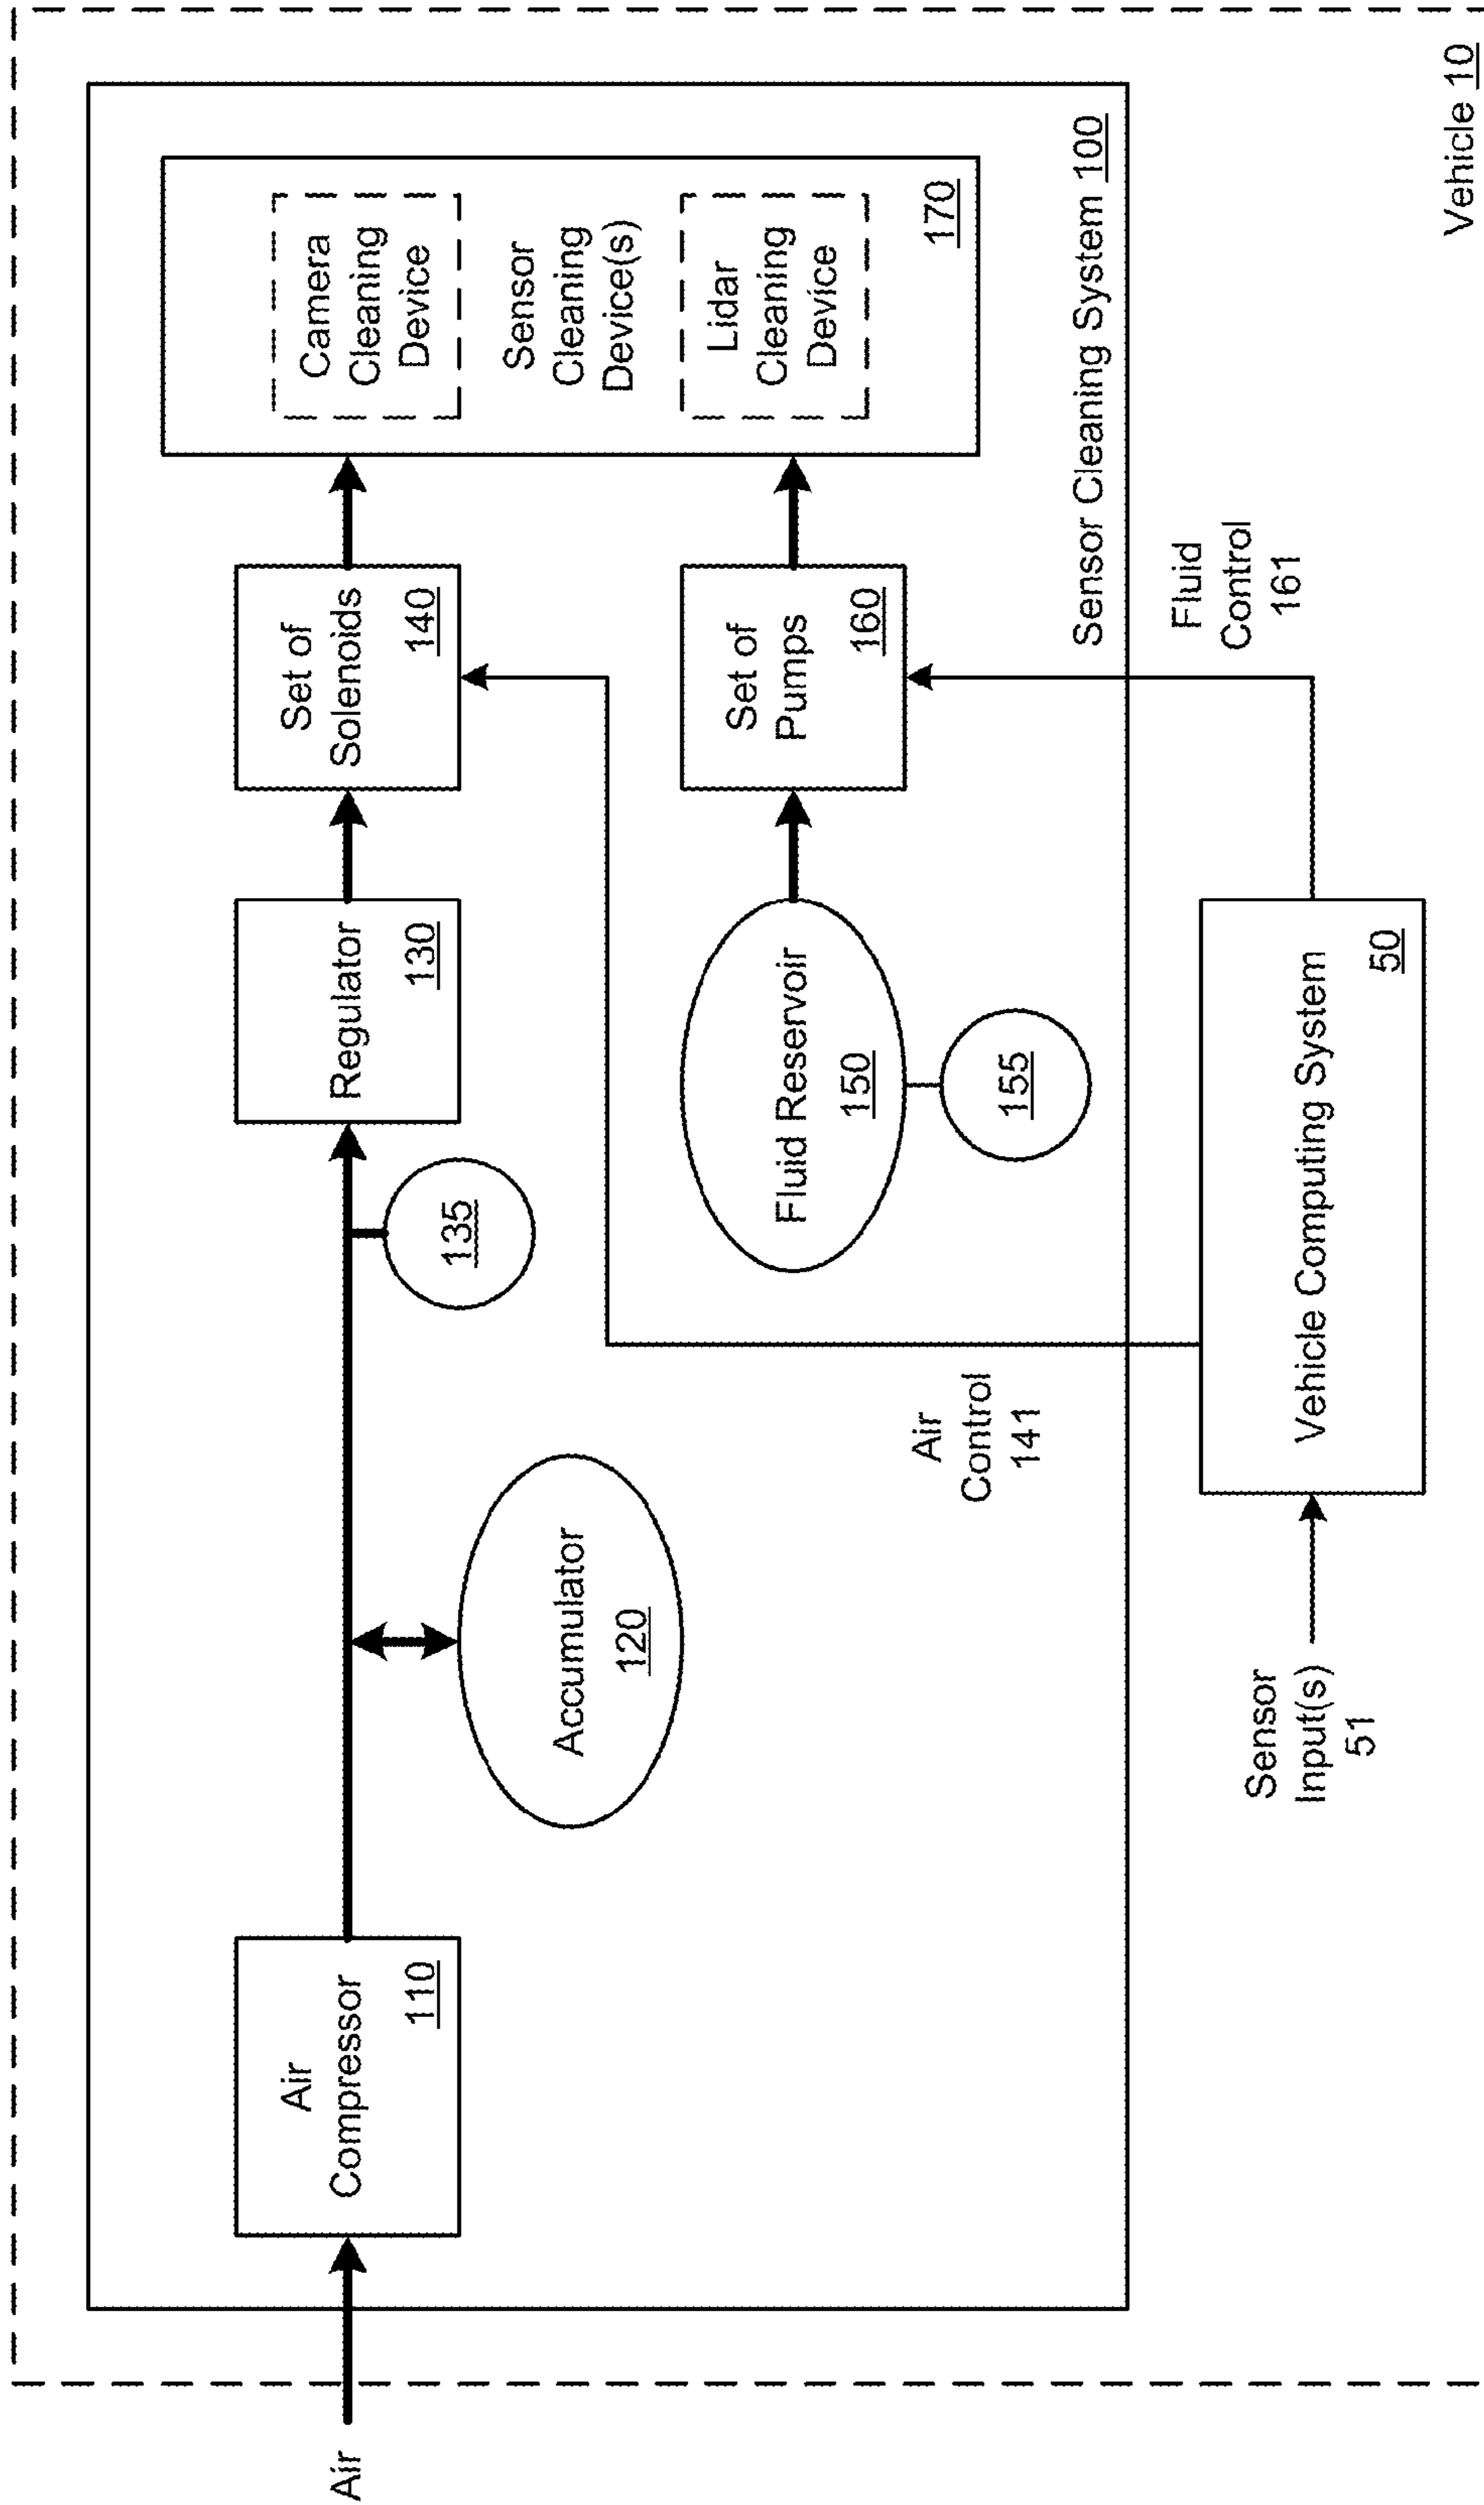 Air
Air
Compressor
110
Accumulator
120
135
Regulator
130
Set of
Solenoids
140
Camera
Cleaning
Device
Sensor
Cleaning
Device(s)
Lidar
Cleaning
Device
170
Fluid Reservoir
150
155
Set of
Pumps
160
Air
Control
141
Sensor Cleaning System 100
Fluid
Control
161
Sensor
Input(s)
51
Vehicle Computing System
50
Vehicle 10